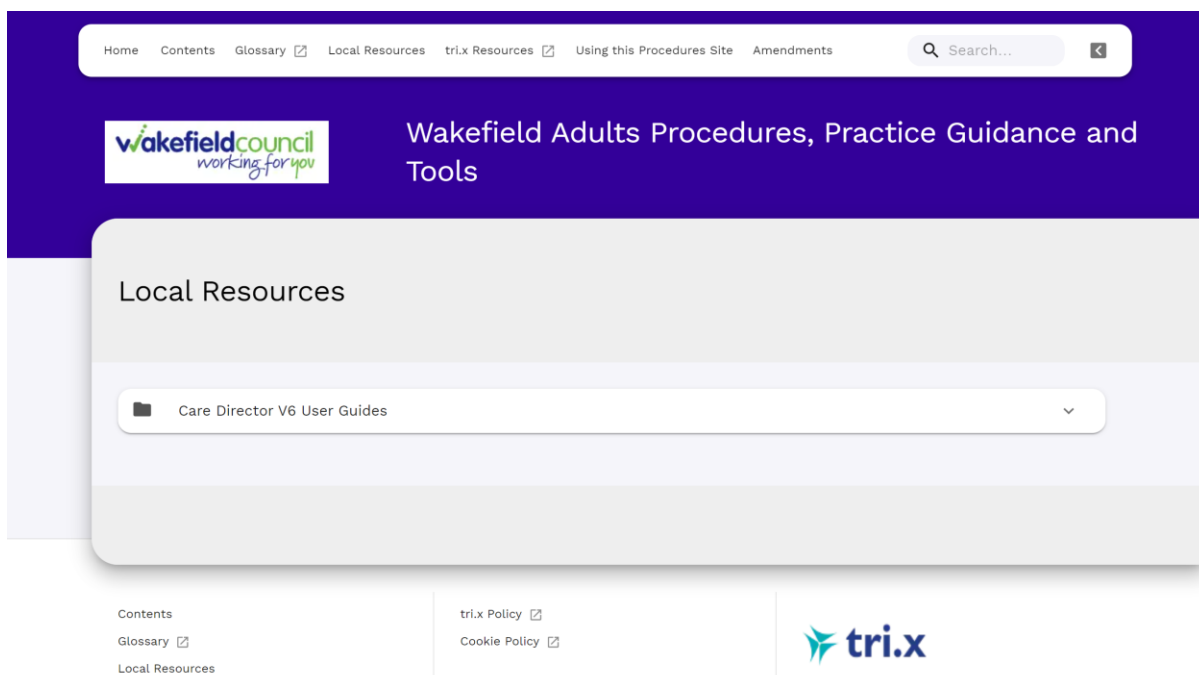 Home Contents Glossary Local Resources tri.x Resources Using this Procedures Site Amendments Search...
wakefieldcouncil
working for you
Wakefield Adults Procedures, Practice Guidance and
Tools
Local Resources
Care Director V6 User Guides
Contents
Glossary
Local Resources
tri.x Policy
Cookie Policy
tri.x